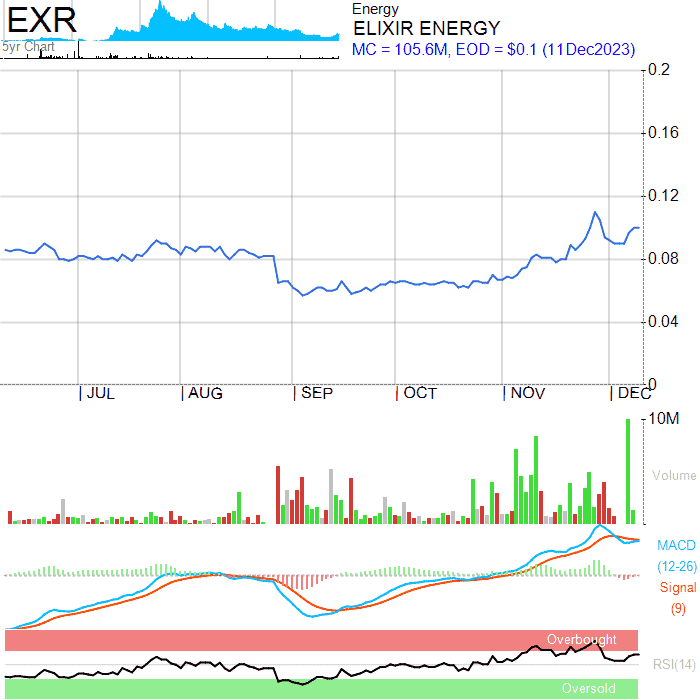 EXR
5yr Chart
Energy
ELIXIR ENERGY
MC = 105.6M, EOD = $0.1 (11Dec2023)
0.2
0.16
0.12
0.08
0.04
0
JUL AUG SEP OCT NOV DEC
10M
Volume
MACD
(12-26)
Signal
(9)
Overbought
RSI(14)
Oversold